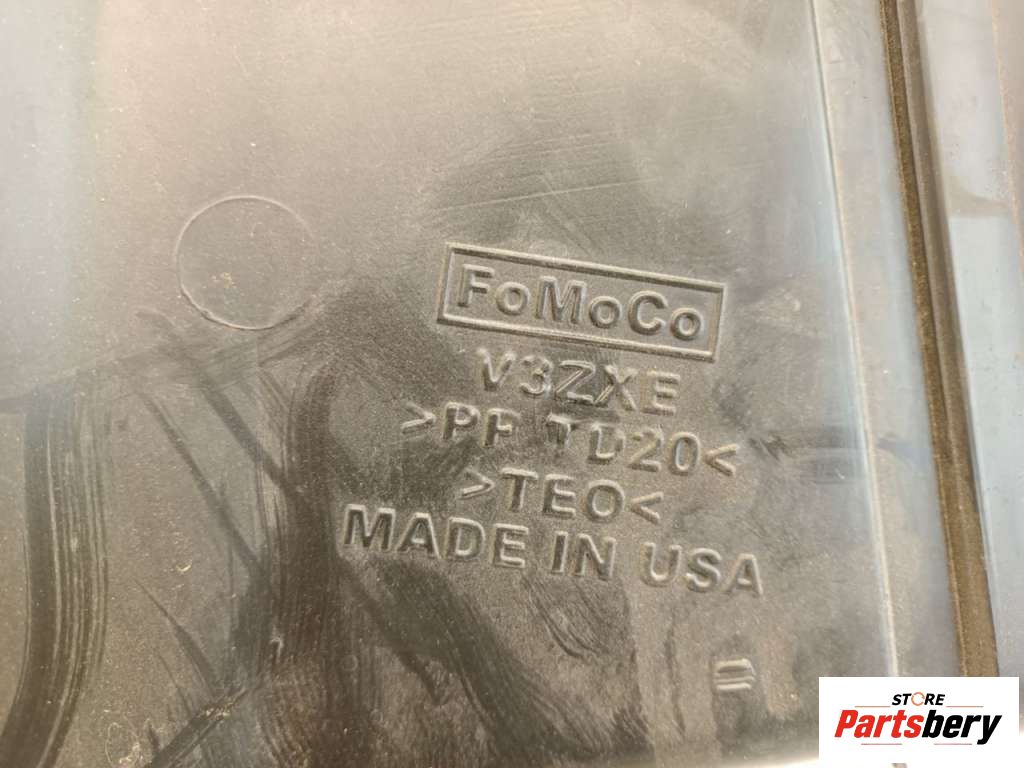 FoMoCo
V3ZXE
>PP TD20<
>TEO<
MADE IN USA
STORE
Partsbery